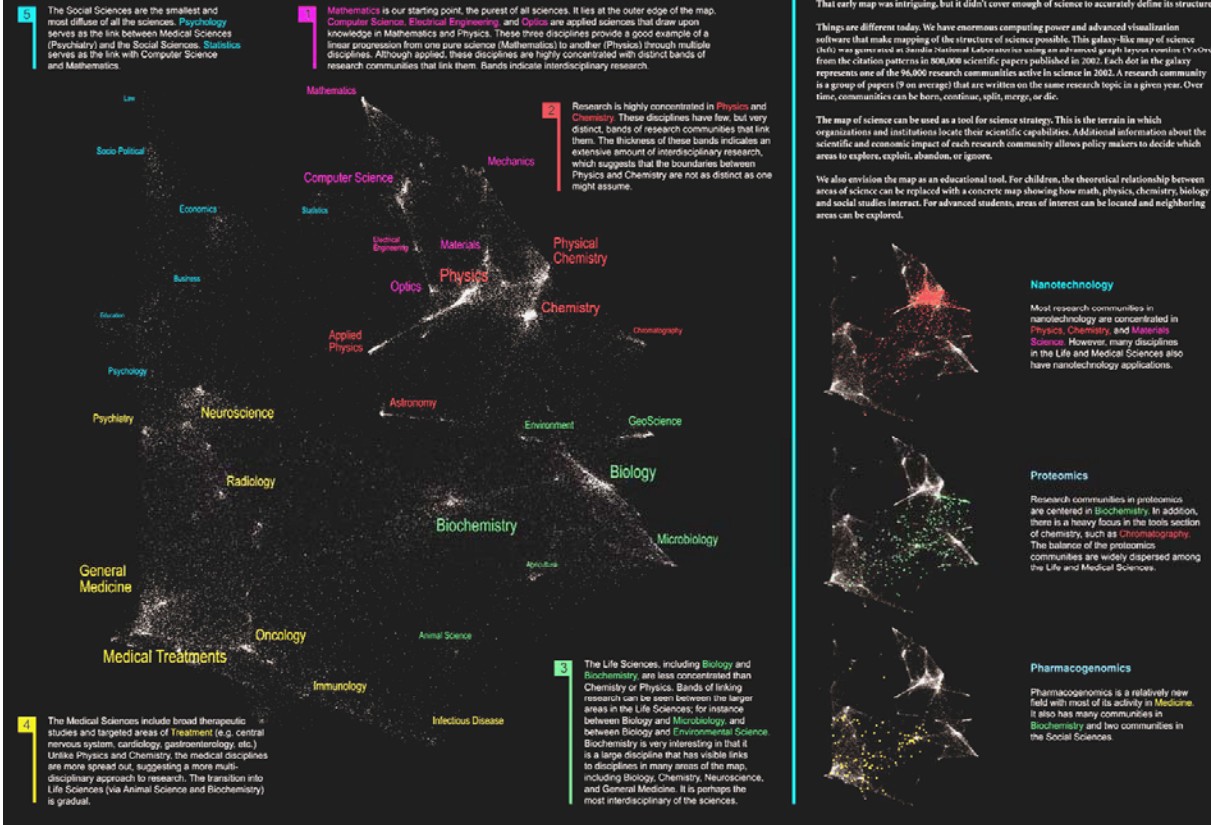 5
The Social Sciences are the smallest and
most diffuse of all the sciences. Psychology
serves as the link between Medical Sciences
(Psychiatry) and the Social Sciences. Statistics
serves as the link with Computer Science
and Mathematics.
1
Mathematics is our starting point, the purest of all sciences. It lies at the outer edge of the map.
Computer Science, Electrical Engineering, and Optics are applied sciences that draw upon
knowledge in Mathematics and Physics. These three disciplines provide a good example of a
linear progression from one pure science (Mathematics) to another (Physics) through multiple
disciplines. Although applied, these disciplines are highly concentrated with distinct bands of
research communities that link them. Bands indicate interdisciplinary research.
2
Research is highly concentrated in Physics and
Chemistry. These disciplines have few, but very
distinct, bands of research communities that link
them. The thickness of these bands indicates an
extensive amount of interdisciplinary research,
which suggests that the boundaries between
Physics and Chemistry are not as distinct as one
might assume.
Mathematics
Law
Socio Political
Mechanics
Computer Science
Economics
Statistics
Electrical
Engineering
Materials
Physical
Chemistry
Physics
Business
Optics
Chemistry
Education
Applied
Physics
Chromatography
Psychology
Astronomy
Psychiatry
Neuroscience
Environment
GeoScience
Biology
Radiology
Biochemistry
Microbiology
General
Medicine
Agriculture
Oncology
Animal Science
Medical Treatments
Immunology
Infectious Disease
4
The Medical Sciences include broad therapeutic
studies and targeted areas of Treatment (e.g. central
nervous system, cardiology, gastroenterology, etc.)
Unlike Physics and Chemistry, the medical disciplines
are more spread out, suggesting a more multi-
disciplinary approach to research. The transition into
Life Sciences (via Animal Science and Biochemistry)
is gradual.
3
The Life Sciences, including Biology and
Biochemistry, are less concentrated than
Chemistry or Physics. Bands of linking
research can be seen between the larger
areas in the Life Sciences; for instance
between Biology and Microbiology, and
between Biology and Environmental Science.
Biochemistry is very interesting in that it
is a large discipline that has visible links
to disciplines in many areas of the map,
including Biology, Chemistry, Neuroscience,
and General Medicine. It is perhaps the
most interdisciplinary of the sciences.
That early map was intriguing, but it didn't cover enough of science to accurately define its structure
Things are different today. We have enormous computing power and advanced visualization
software that make mapping of the structure of science possible. This galaxy-like map of science
(left) was generated at Sandia National Laboratories using an advanced graph layout routine (VxOrd
from the citation patterns in 800,000 scientific papers published in 2002. Each dot in the galaxy
represents one of the 96,000 research communities active in science in 2002. A research community
is a group of papers (9 on average) that are written on the same research topic in a given year. Over
time, communities can be born, continue, split, merge, or die.
The map of science can be used as a tool for science strategy. This is the terrain in which
organizations and institutions locate their scientific capabilities. Additional information about the
scientific and economic impact of each research community allows policy makers to decide which
areas to explore, exploit, abandon, or ignore.
We also envision the map as an educational tool. For children, the theoretical relationship between
areas of science can be replaced with a concrete map showing how math, physics, chemistry, biology
and social studies interact. For advanced students, areas of interest can be located and neighboring
areas can be explored.
Nanotechnology
Most research communities in
nanotechnology are concentrated in
Physics, Chemistry, and Materials
Science. However, many disciplines
in the Life and Medical Sciences also
have nanotechnology applications.
Proteomics
Research communities in proteomics
are centered in Biochemistry. In addition,
there is a heavy focus in the tools section
of chemistry, such as Chromatography.
The balance of the proteomics
communities are widely dispersed among
the Life and Medical Sciences.
Pharmacogenomics
Pharmacogenomics is a relatively new
field with most of its activity in Medicine.
It also has many communities in
Biochemistry and two communities in
the Social Sciences.